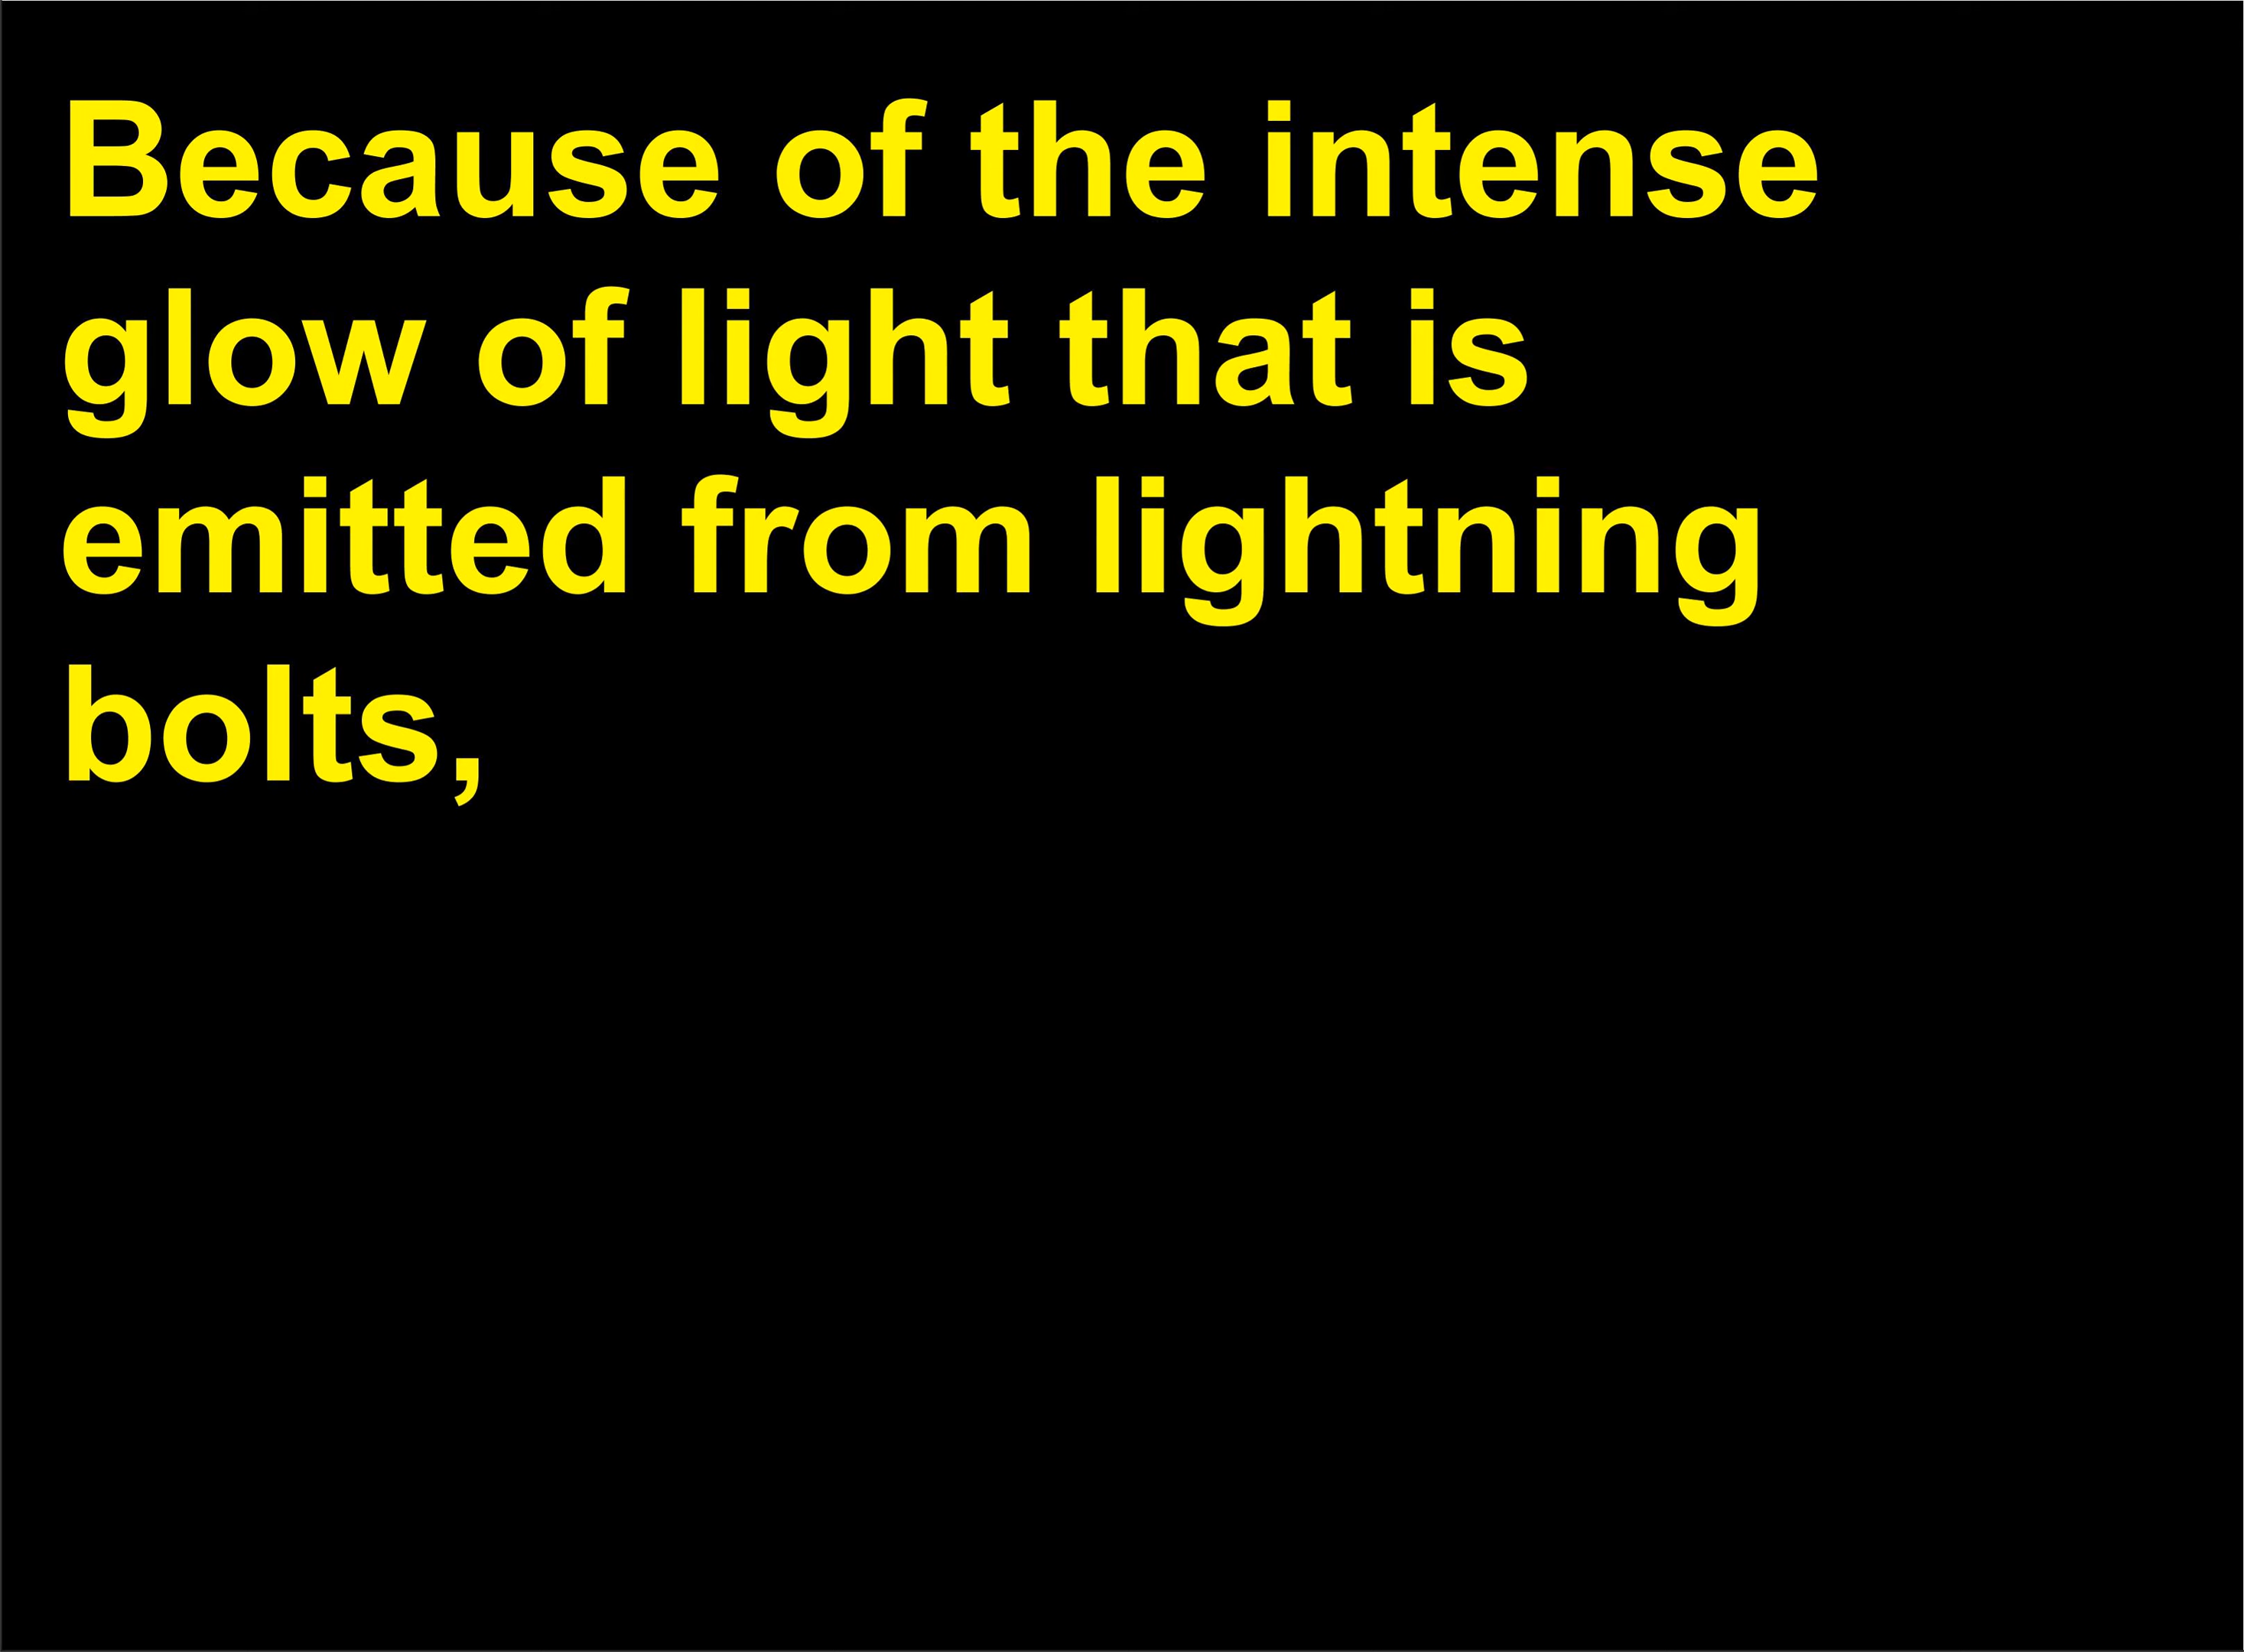 Because of the intense
glow of light that is
emitted from lightning
bolts,